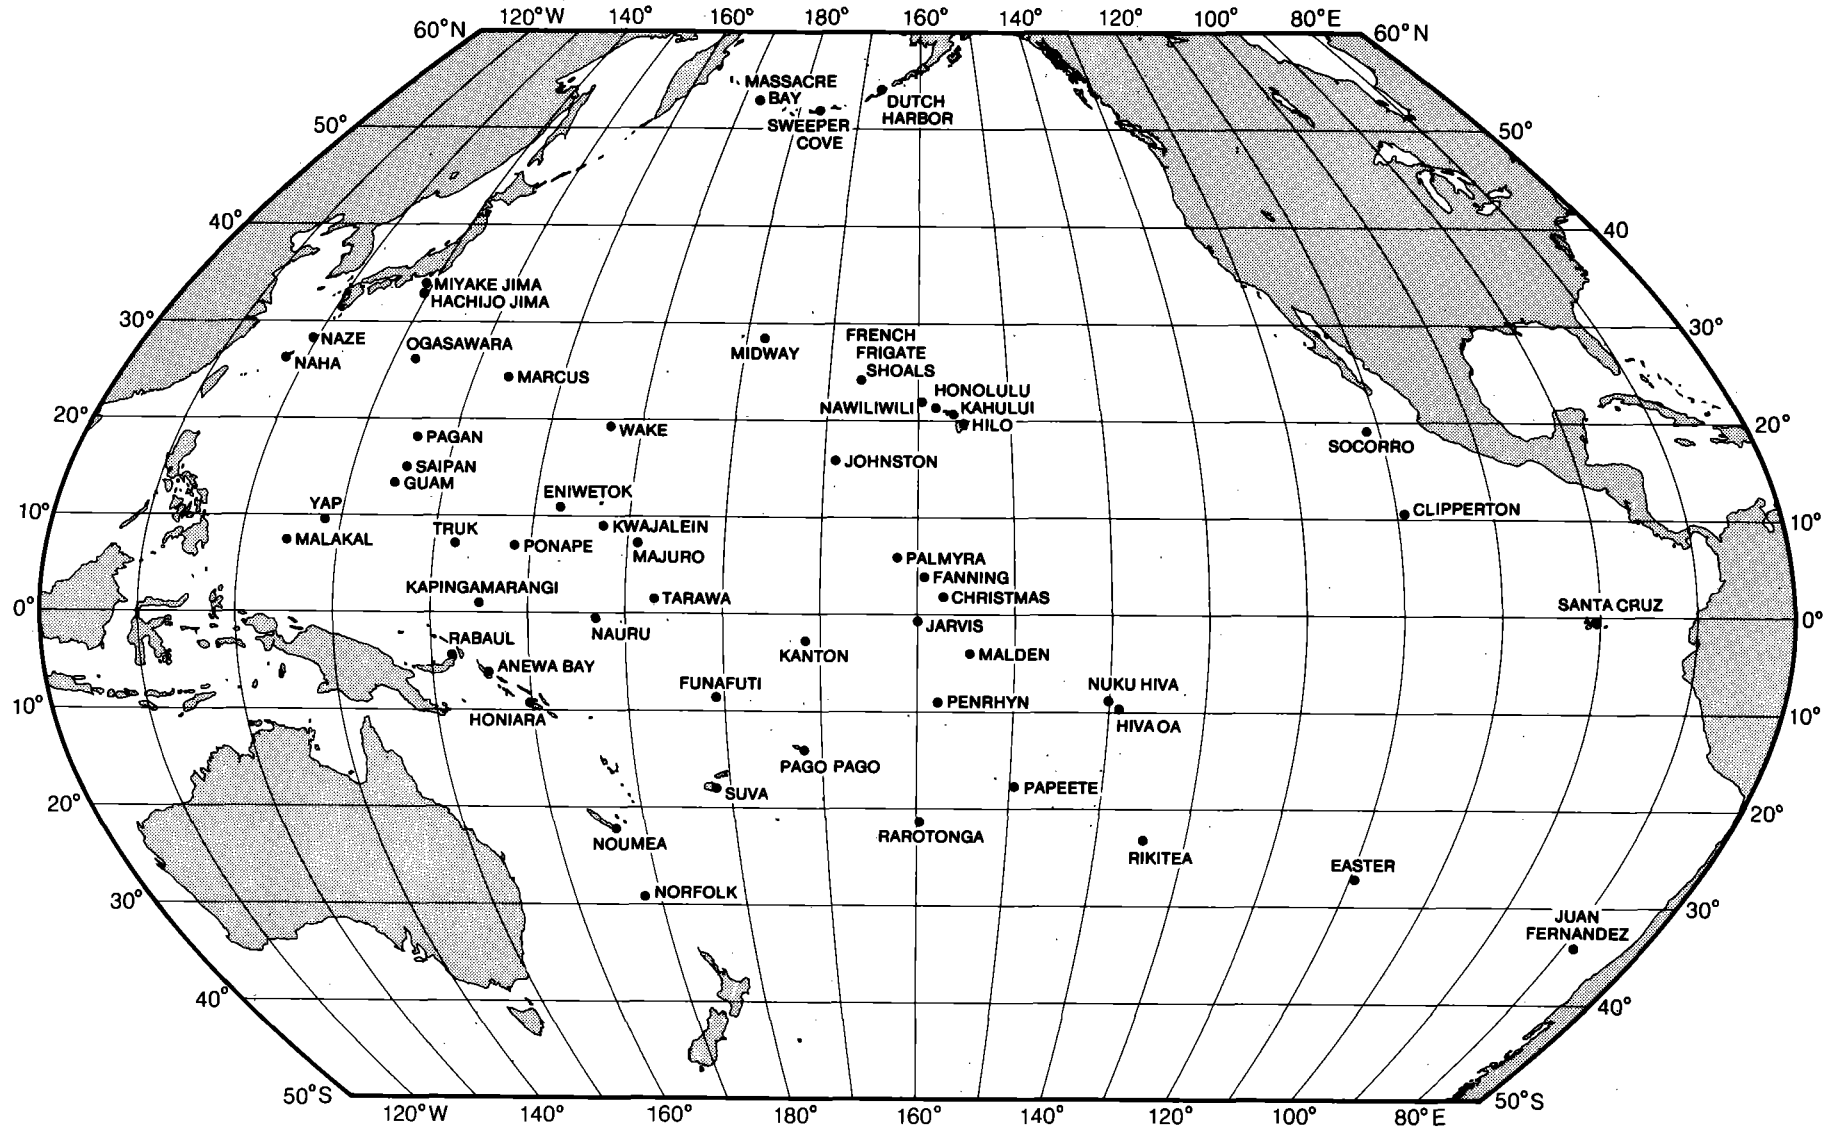 120°W 140° 160° 180° 160° 140° 120° 100° 80°E
60°N 60°N
MASSACRE
BAY
DUTCH
HARBOR
SWEEPER
COVE
50° 50°
40° 40
MIYAKE JIMA
HACHIJO JIMA
30° 30°
NAZE
NAHA
OGASAWARA
MARCUS
MIDWAY
FRENCH
FRIGATE
SHOALS
HONOLULU
NAWILIWILI
KAHULUI
HILO
20° 20°
WAKE
PAGAN
SOCORRO
SAIPAN
GUAM
JOHNSTON
ENIWETOK
YAP
10° 10°
CLIPPERTON
KWAJALEIN
TRUK
MALAKAL
PONAPE
MAJURO
PALMYRA
FANNING
KAPINGAMARANGI
TARAWA
CHRISTMAS
SANTA CRUZ
0° 0°
NAURU
JARVIS
RABAUL
KANTON
MALDEN
ANEWA BAY
FUNAFUTI
NUKU HIVA
PENRHYN
10° 10°
HONIARA
HIVA OA
PAGO PAGO
SUVA
PAPEETE
20° 20°
RAROTONGA
NOUMEA
RIKITEA
EASTER
NORFOLK
30° 30°
JUAN
FERNANDEZ
40° 40°
50°S 50°S
120°W 140° 160° 180° 160° 140° 120° 100° 80°E